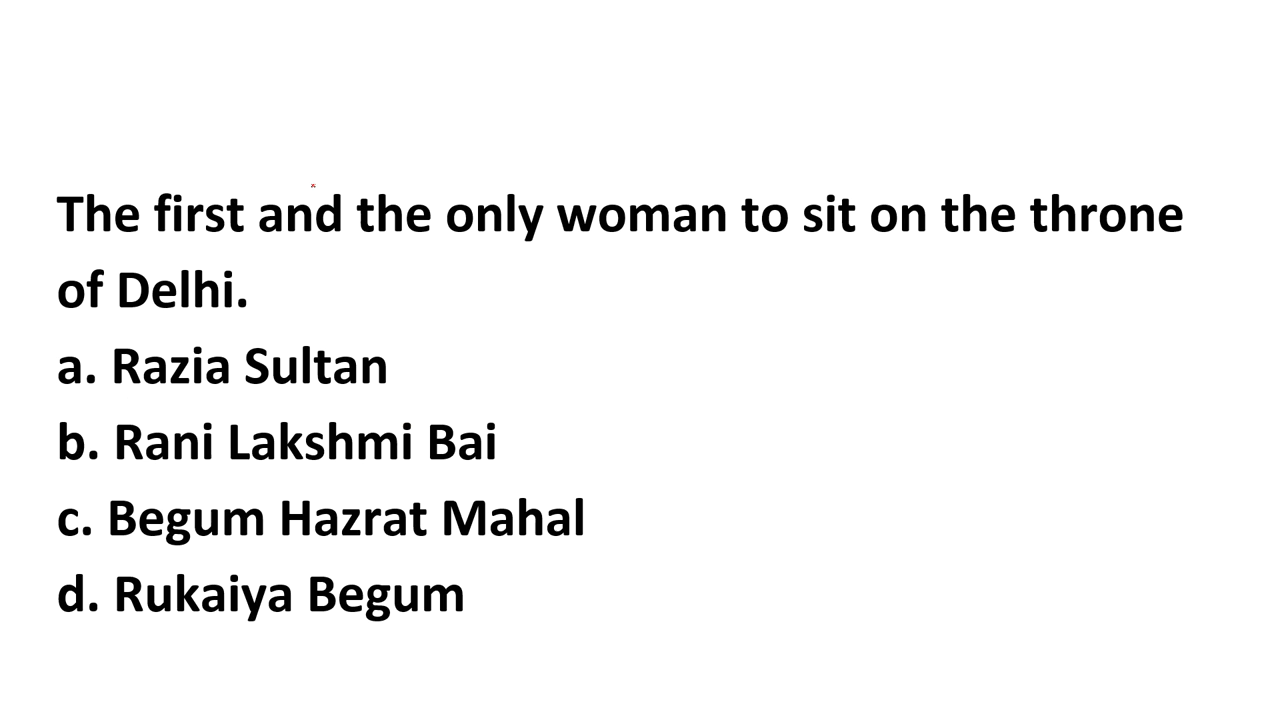 The first and the only woman to sit on the throne
of Delhi.
a. Razia Sultan
b. Rani Lakshmi Bai
c. Begum Hazrat Mahal
d. Rukaiya Begum